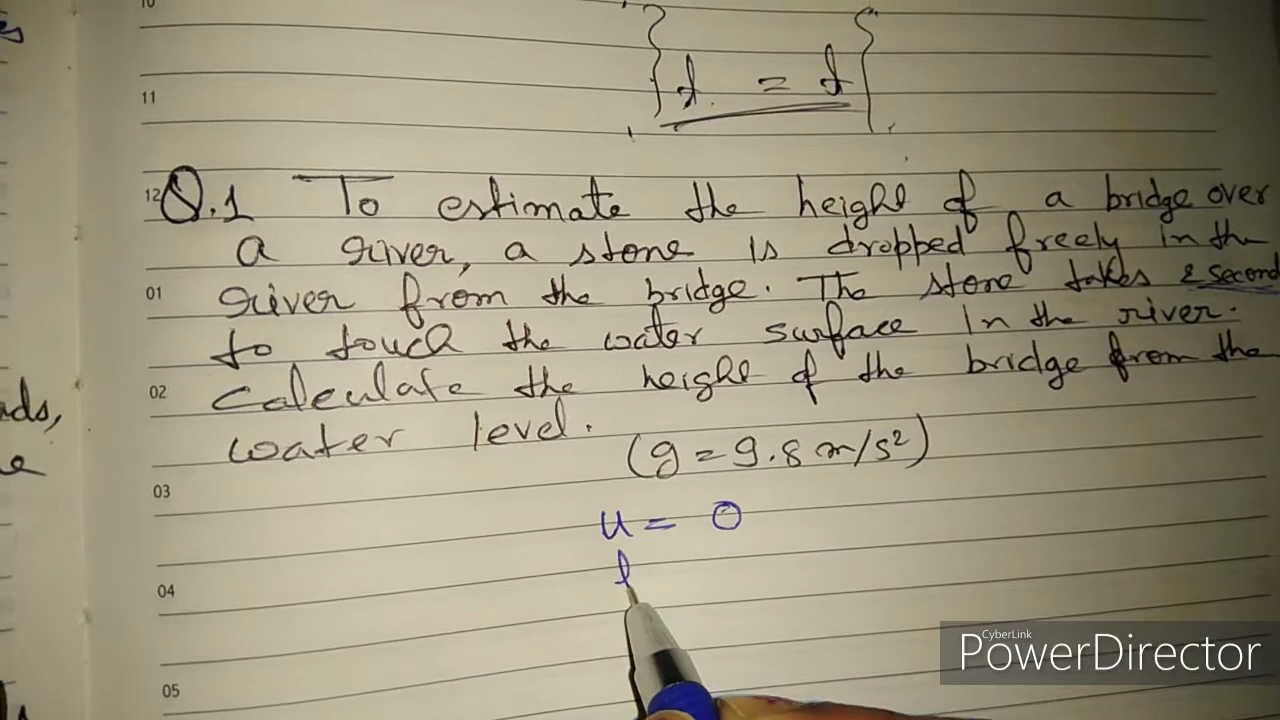 10
11
t = t
12 Q.1 To estimate the height of a bridge over
a river, a stone is dropped freely in the
01 river from the bridge. The stone takes 2 second
to touch the water surface in the river.
02 Calculate the height of the bridge from the
water level.
(g = 9.8 m/s²)
03
u = 0
t
04
05
ads,
CyberLink
PowerDirector